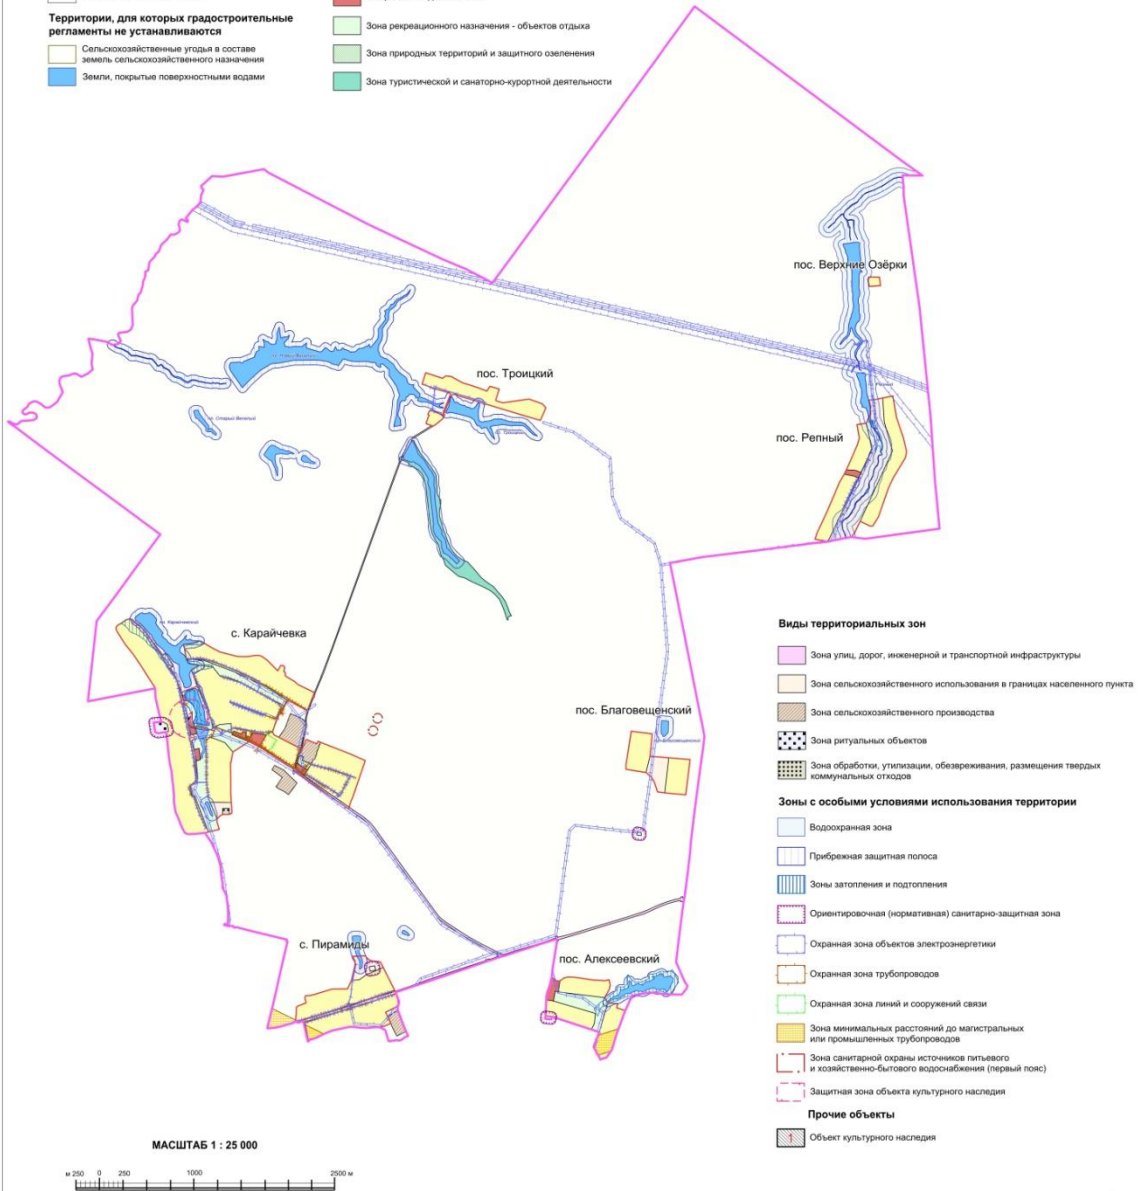 Территории, для которых градостроительные
регламенты не устанавливаются
Сельскохозяйственные угодья в составе
земель сельскохозяйственного назначения
Земли, покрытые поверхностными водами
Зона рекреационного назначения - объектов отдыха
Зона природных территорий и защитного озеленения
Зона туристической и санаторно-курортной деятельности
пос. Верхние Озёрки
пос. Троицкий
пос. Репный
с. Карайчевка
пос. Благовещенский
с. Пирамиды
пос. Алексеевский
Виды территориальных зон
Зона улиц, дорог, инженерной и транспортной инфраструктуры
Зона сельскохозяйственного использования в границах населенного пункта
Зона сельскохозяйственного производства
Зона ритуальных объектов
Зона обработки, утилизации, обезвреживания, размещения твердых
коммунальных отходов
Зоны с особыми условиями использования территории
Водоохранная зона
Прибрежная защитная полоса
Зоны затопления и подтопления
Ориентировочная (нормативная) санитарно-защитная зона
Охранная зона объектов электроэнергетики
Охранная зона трубопроводов
Охранная зона линий и сооружений связи
Зона минимальных расстояний до магистральных
или промышленных трубопроводов
Зона санитарной охраны источников питьевого
и хозяйственно-бытового водоснабжения (первый пояс)
Защитная зона объекта культурного наследия
Прочие объекты
1 Объект культурного наследия
МАСШТАБ 1 : 25 000
м 250 0 250 1000 2500 м